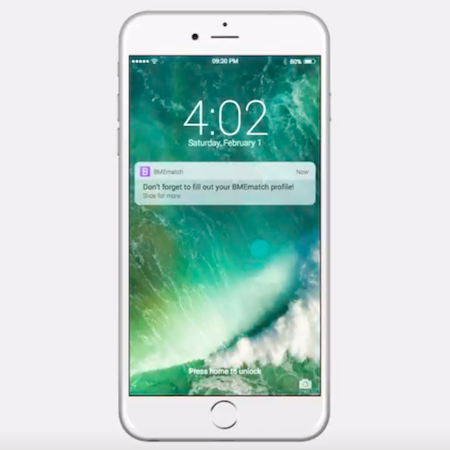 09:30 PM
80%
4:02
Saturday, February 1
B
BMEmatch
Now
Don't forget to fill out your BMEmatch profile!
Slide for more
Press home to unlock